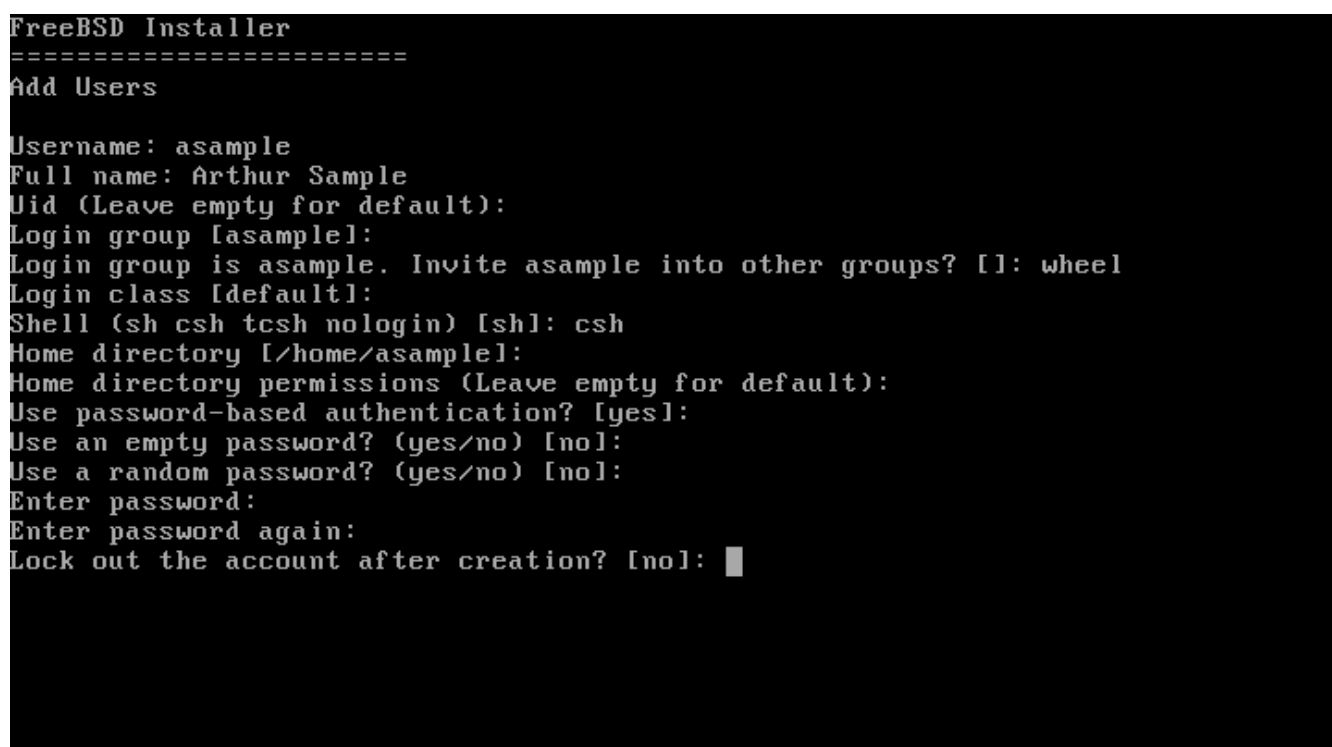 FreeBSD Installer
========================
Add Users
Username: asample
Full name: Arthur Sample
Uid (Leave empty for default):
Login group [asample]:
Login group is asample. Invite asample into other groups? []: wheel
Login class [default]:
Shell (sh csh tcsh nologin) [sh]: csh
Home directory [/home/asample]:
Home directory permissions (Leave empty for default):
Use password-based authentication? [yes]:
Use an empty password? (yes/no) [no]:
Use a random password? (yes/no) [no]:
Enter password:
Enter password again:
Lock out the account after creation? [no]: